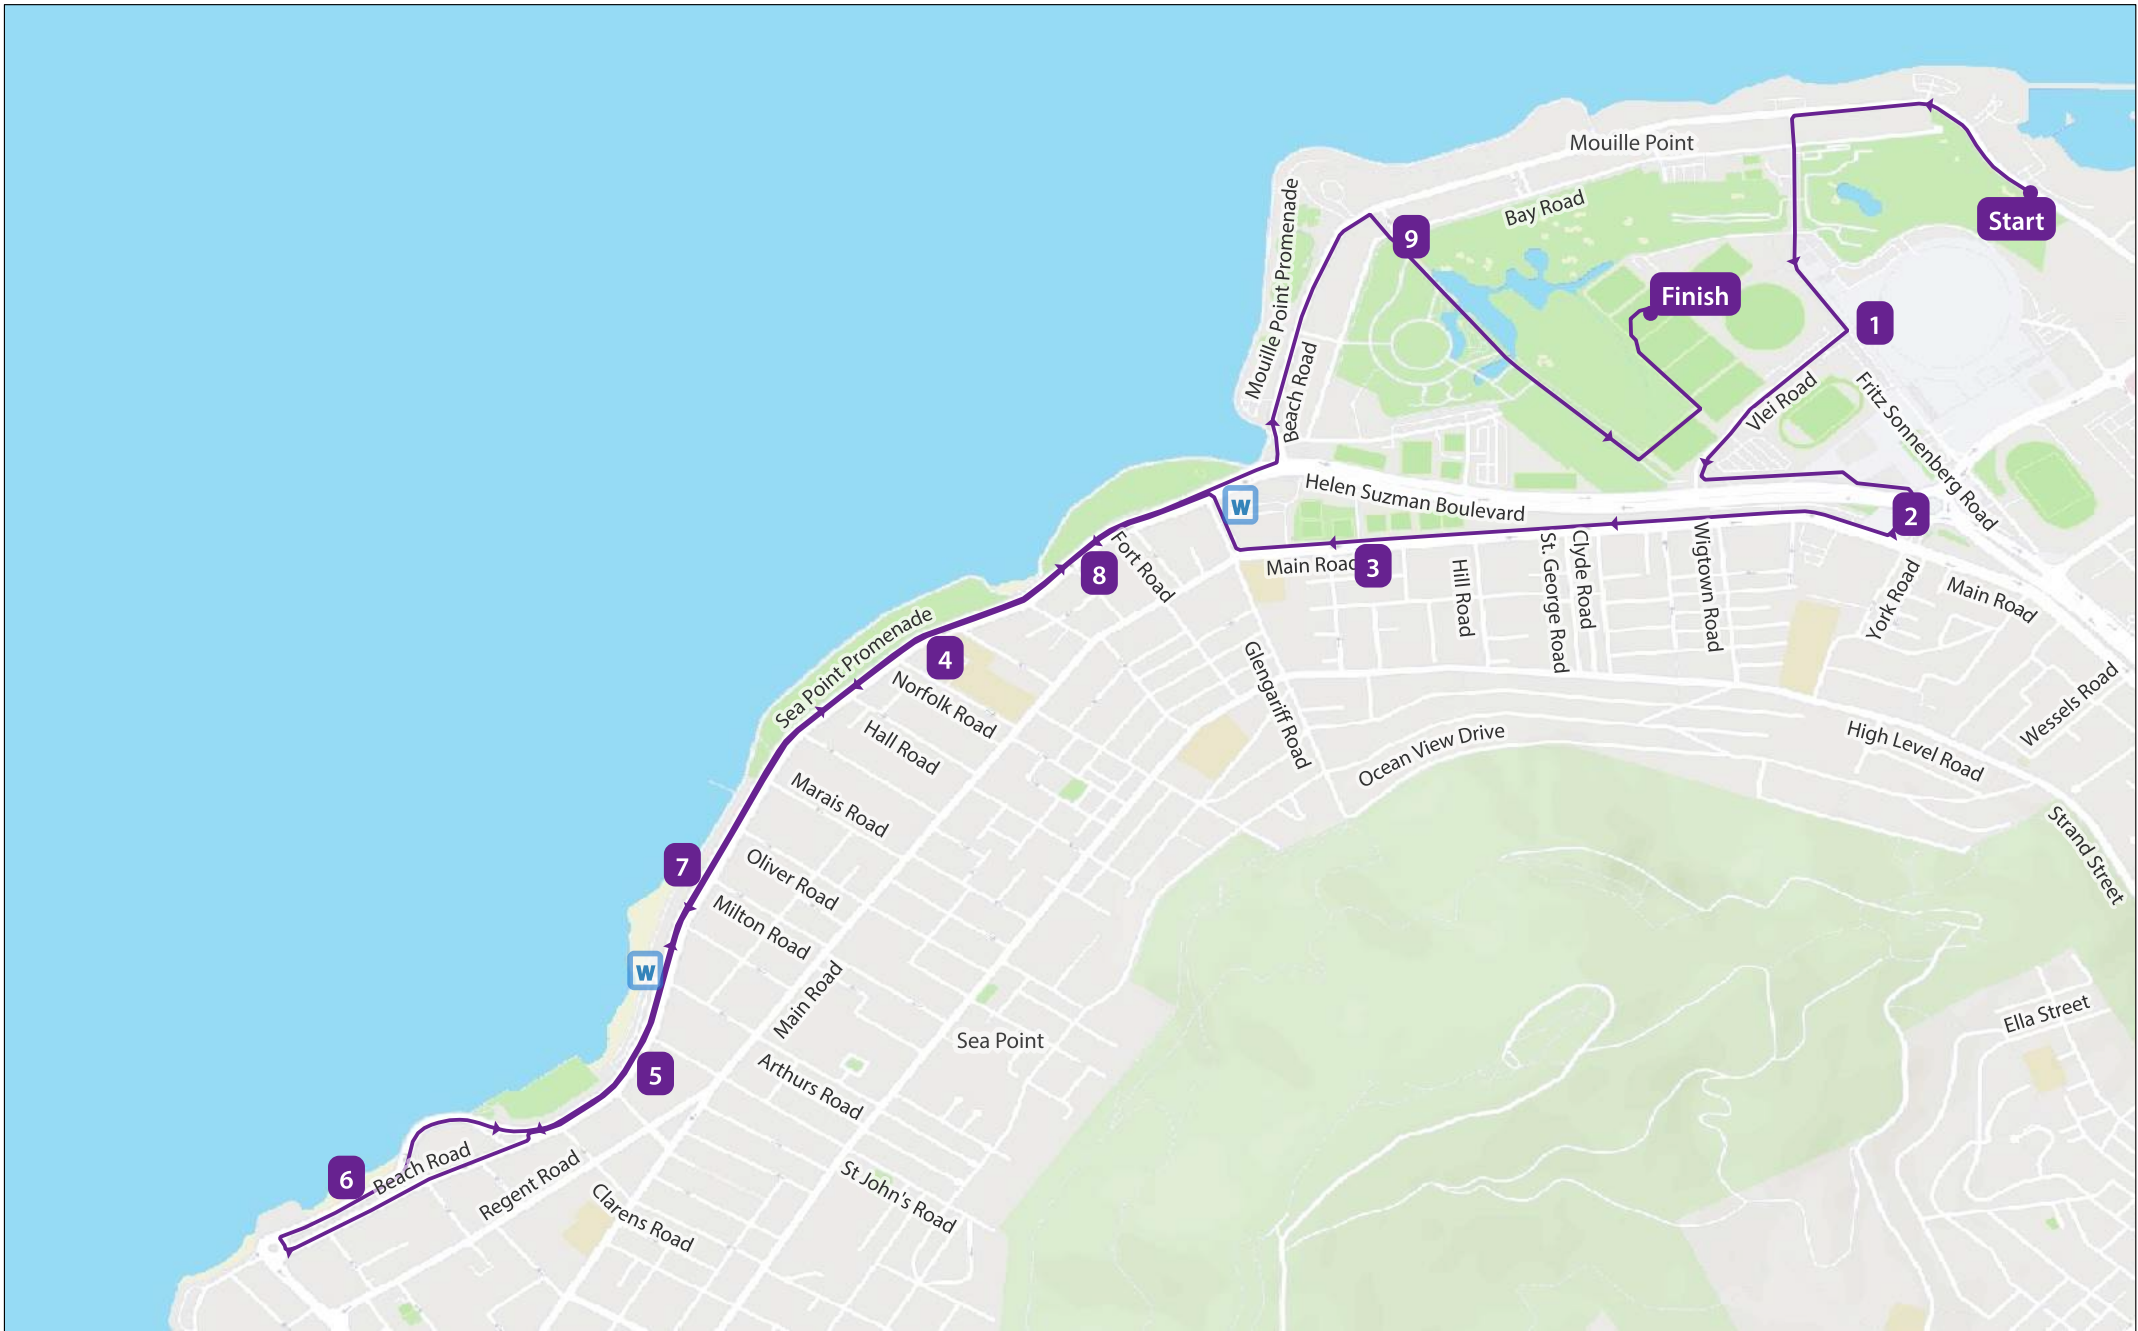 Mouille Point
Start
Bay Road
Mouille Point Promenade
9
Finish
1
Beach Road
Vlei Road
Fritz Sonnenberg Road
W
Helen Suzman Boulevard
2
Fort Road
8
Main Road
3
Hill Road
St. George Road
Clyde Road
Wigtown Road
York Road
Main Road
Sea Point Promenade
4
Norfolk Road
Glengariff Road
Wessels Road
Hall Road
Ocean View Drive
High Level Road
Marais Road
Strand Street
7
Oliver Road
Milton Road
W
Main Road
Sea Point
Ella Street
5
Arthurs Road
6
Beach Road
Regent Road
St John's Road
Clarens Road